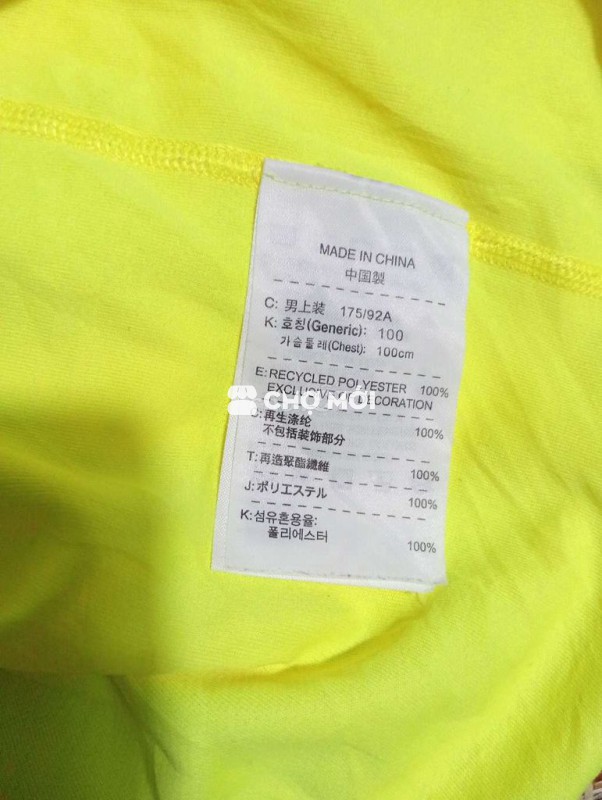 MADE IN CHINA
中国製
C: 男上装 175/92A
K: 호칭(Generic): 100
가슴둘레(Chest): 100cm
E: RECYCLED POLYESTER 100%
DECORATION
CHỢ MỚI
再生涤纶 100%
不包括装饰部分
T: 再造聚酯纖維 100%
J: ポリエステル 100%
K: 섬유혼용율:
폴리에스터 100%